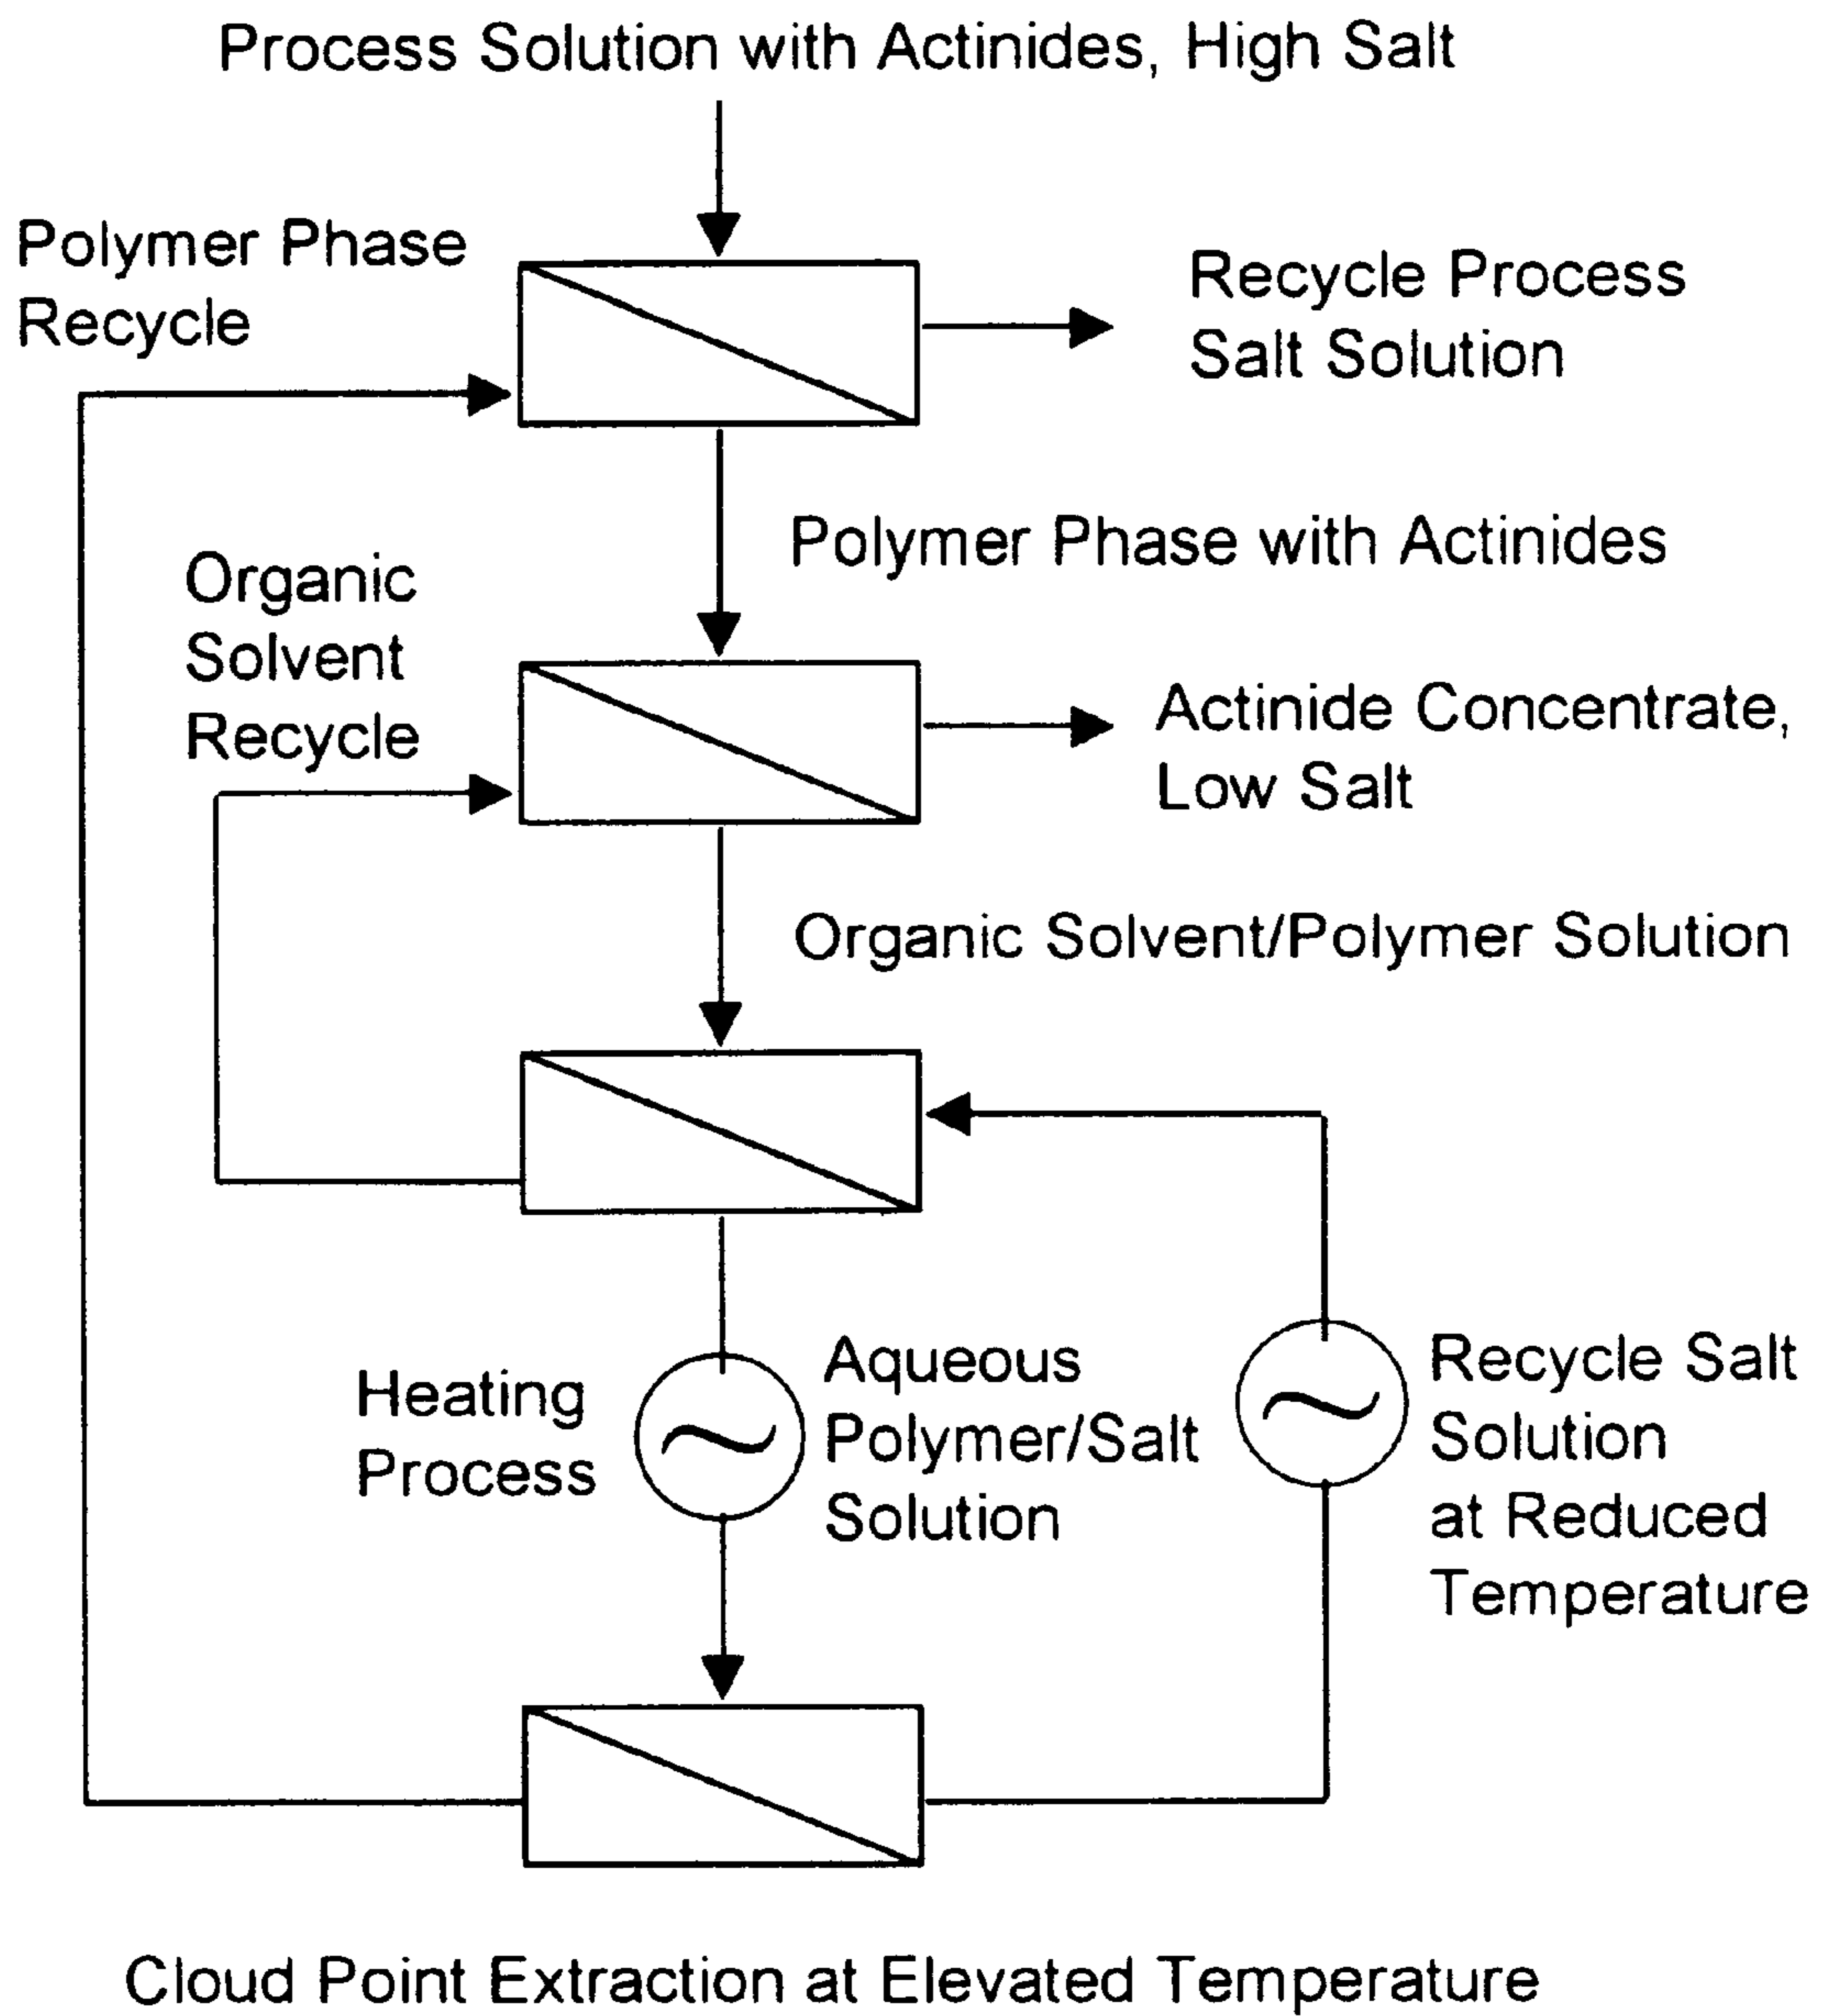 Process Solution with Actinides, High Salt
Polymer Phase
Recycle
Recycle Process
Salt Solution
Polymer Phase with Actinides
Organic
Solvent
Recycle
Actinide Concentrate,
Low Salt
Organic Solvent/Polymer Solution
Heating
Process
Aqueous
Polymer/Salt
Solution
Recycle Salt
Solution
at Reduced
Temperature
Cloud Point Extraction at Elevated Temperature